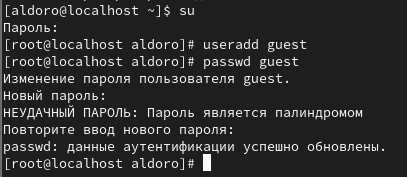 [aldoro@localhost ~]$ su
Пароль:
[root@localhost aldoro]# useradd guest
[root@localhost aldoro]# passwd guest
Изменение пароля пользователя guest.
Новый пароль:
НЕУДАЧНЫЙ ПАРОЛЬ: Пароль является палиндромом
Повторите ввод нового пароля:
passwd: данные аутентификации успешно обновлены.
[root@localhost aldoro]#